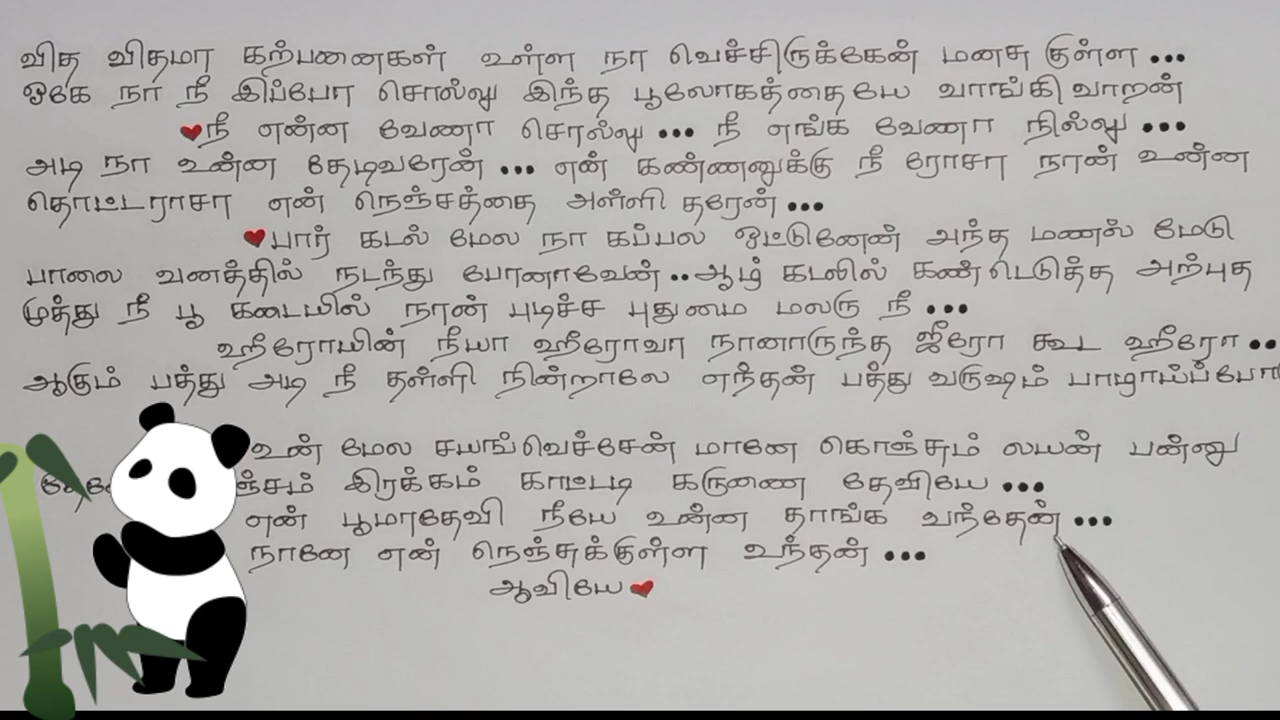 வித விதமா கற்பனைகள் உள்ள நா வெச்சிருக்கேன் மனசு குள்ள...
ஓகே நா நீ இப்போ சொல்லு இந்த பூலோகத்தையே வாங்கி வாறன்
❤நீ என்ன வேணா சொல்லு... நீ எங்க வேணா நில்லு...
அடி நா உன்ன தேடிவரேன்... என் கண்ணனுக்கு நீ ரோசா நான் உன்ன
தொட்டராசா என் நெஞ்சத்தை அள்ளி தரேன்...
❤பார் கடல் மேல நா கப்பல ஓட்டுனேன் அந்த மணல் மேடு
பாலை வனத்தில் நடந்து போனாவேன்..ஆழ் கடலில் கண்டெடுத்த அற்புத
முத்து நீ பூ கடையில் நான் புடிச்ச புதுமை மலரு நீ...
ஹீரோயின் நீயா ஹீரோவா நானாருந்த ஜீரோ கூட ஹீரோ..
ஆகும் பத்து அடி நீ தள்ளி நின்றாலே எந்தன் பத்து வருஷம்
உன் மேல சயங்வெச்சேன் மானே கொஞ்சம் லயன் பன்னு
இரக்கம் காட்டடி கருணை தேவியே...
என் பூமாதேவி நீயே உன்ன தாங்க வந்தேன்...
நானே என் நெஞ்சுக்குள்ள உந்தன்...
ஆவியே❤